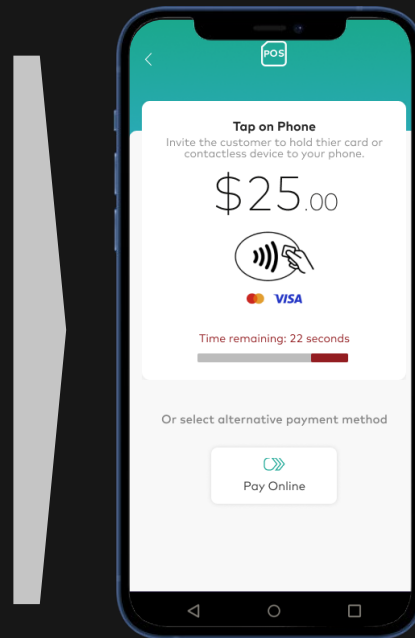 POS
Tap on Phone
Invite the customer to hold thier card or
contactless device to your phone.
$25.00
VISA
Time remaining: 22 seconds
Or select alternative payment method
Pay Online